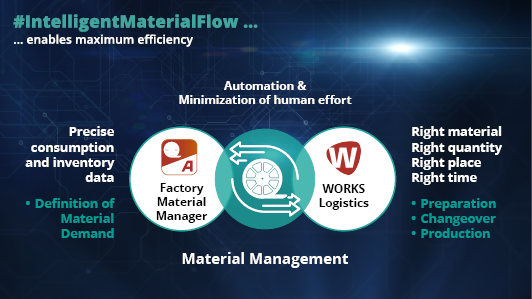 #IntelligentMaterialFlow ...
... enables maximum efficiency
Automation &
Minimization of human effort
Precise
consumption
and inventory
data
• Definition of
Material
Demand
A
Factory
Material
Manager
W
WORKS
Logistics
Right material
Right quantity
Right place
Right time
• Preparation
• Changeover
• Production
Material Management